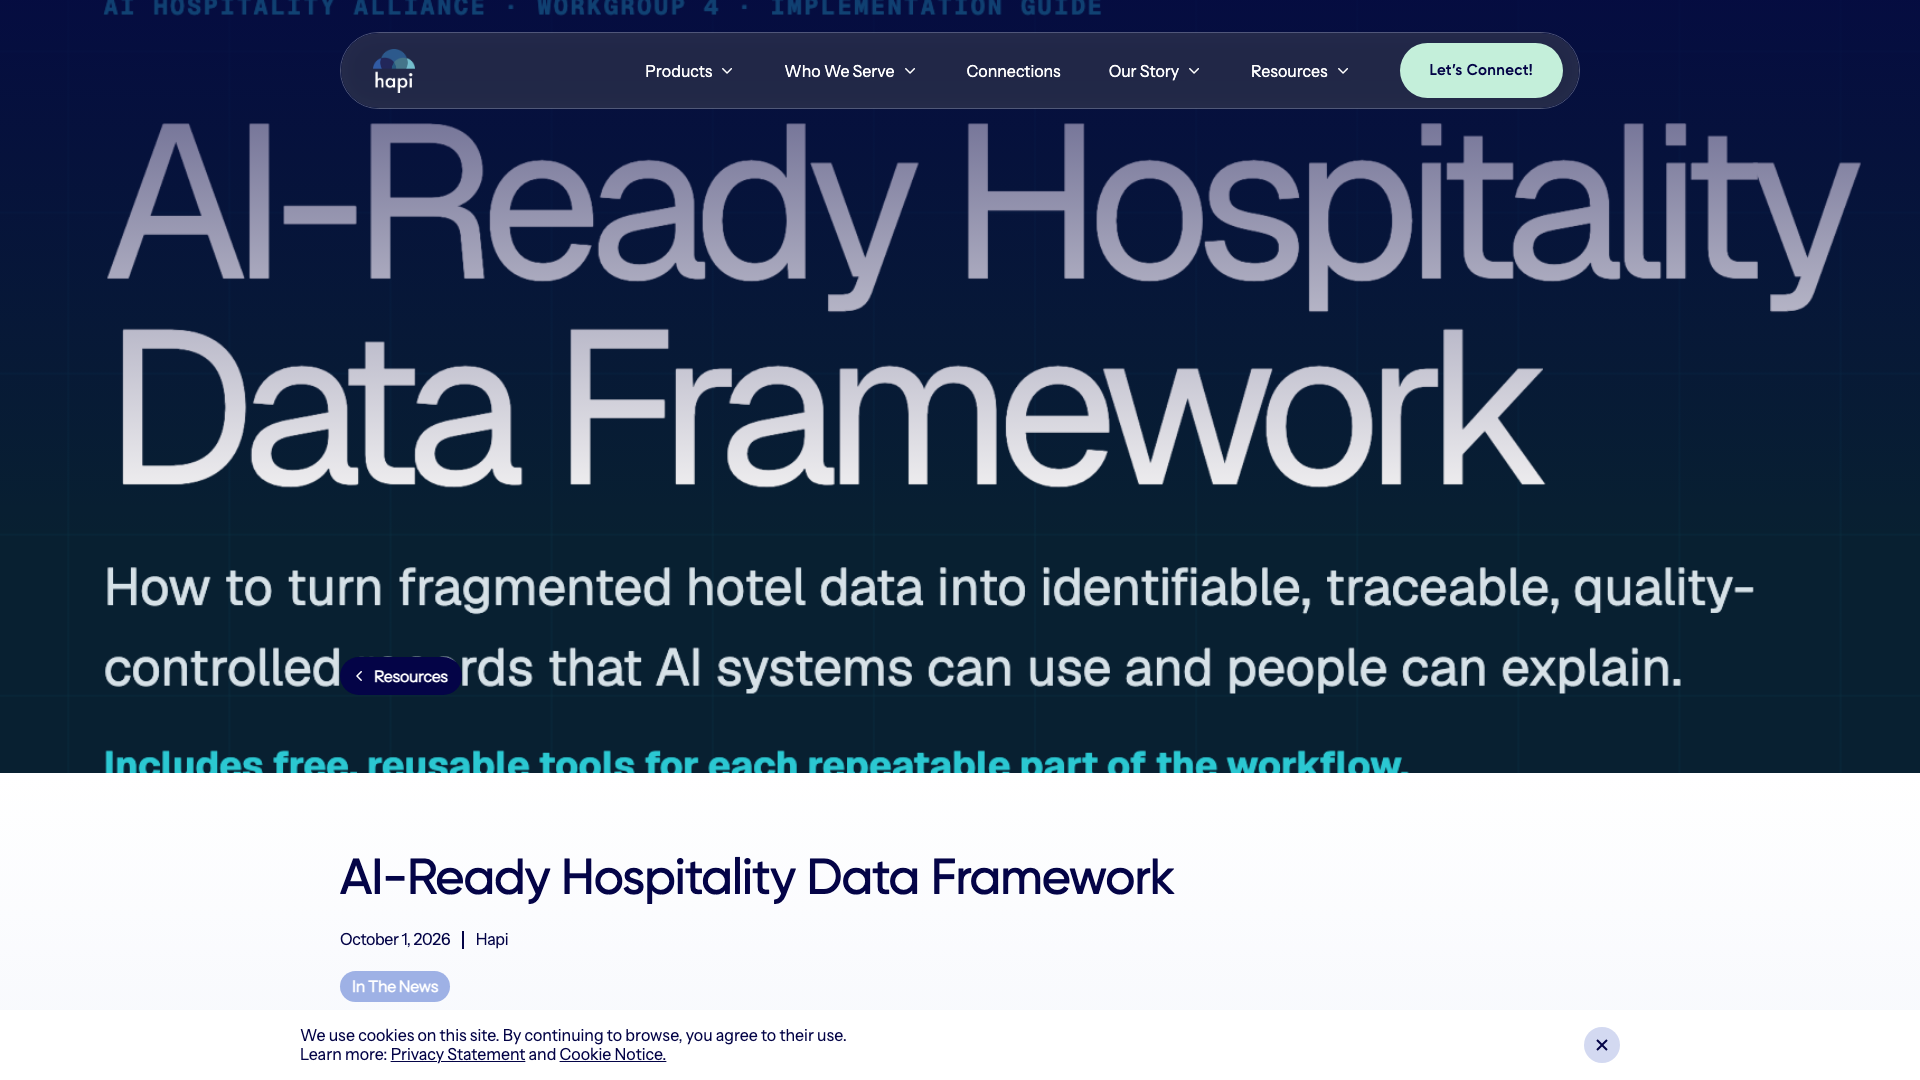 AI HOSPITALITY ALLIANCE · WORKGROUP 4 · IMPLEMENTATION GUIDE
hapi
Products
Who We Serve
Connections
Our Story
Resources
Let's Connect!
AI-Ready Hospitality
Data Framework
How to turn fragmented hotel data into identifiable, traceable, quality-
controlled rds that AI systems can use and people can explain.
Resources
Includes free, reusable tools for each repeatable part of the workflow.
AI-Ready Hospitality Data Framework
October 1, 2026 | Hapi
In The News
We use cookies on this site. By continuing to browse, you agree to their use.
Learn more: Privacy Statement and Cookie Notice.